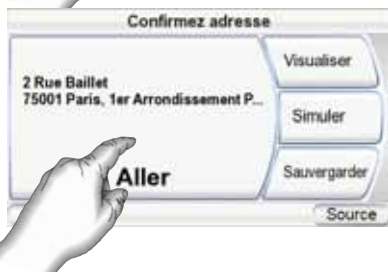 Confirmez adresse
2 Rue Baillet
75001 Paris, 1er Arrondissement P...
Aller
Visualiser
Simuler
Sauvergarder
Source